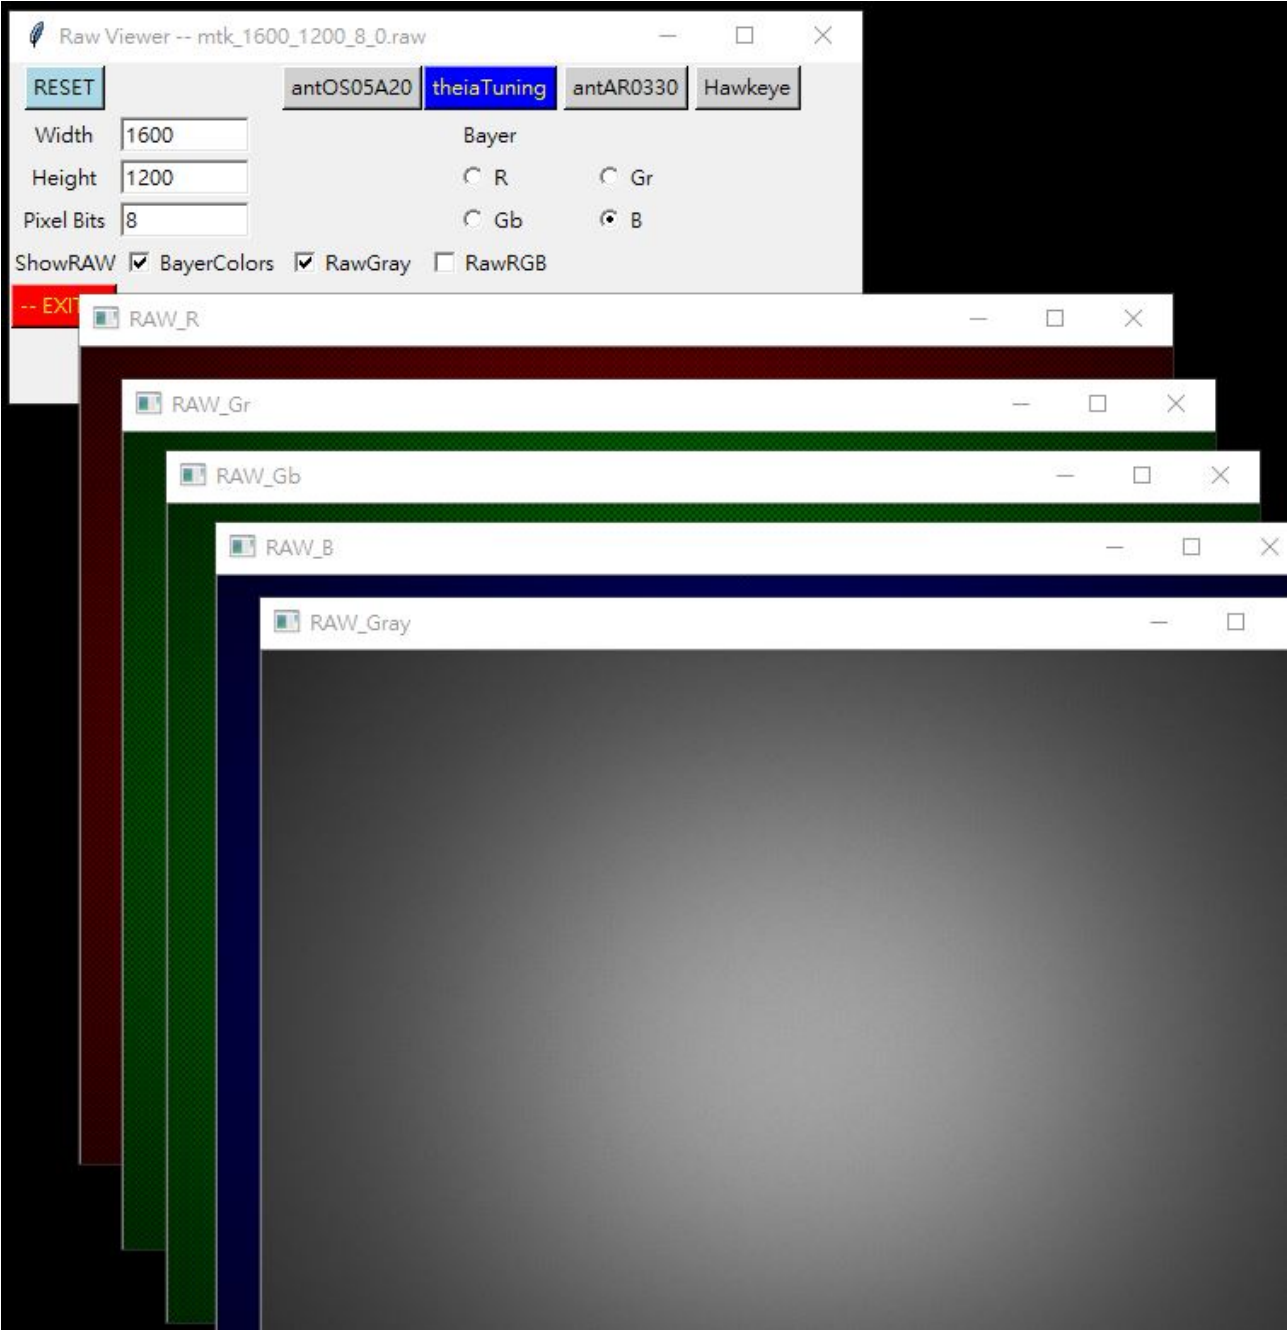 Raw Viewer -- mtk_1600_1200_8_0.raw
RESET antOS05A20 theiaTuning antAR0330 Hawkeye
Width 1600 Bayer
Height 1200 R Gr
Pixel Bits 8 Gb B
ShowRAW BayerColors RawGray RawRGB
-- EXIT
RAW_R
RAW_Gr
RAW_Gb
RAW_B
RAW_Gray